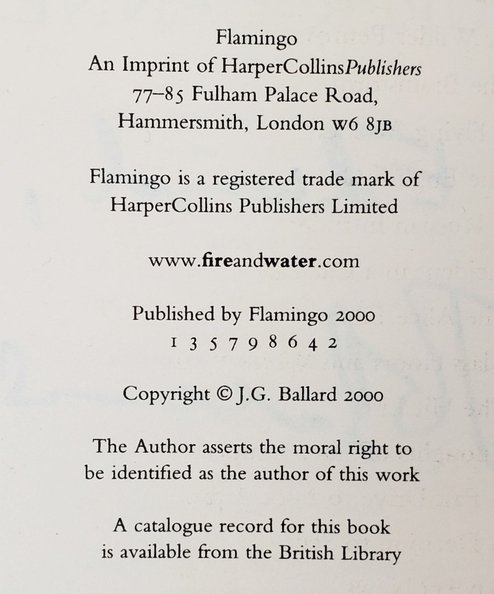 Flamingo
An Imprint of HarperCollinsPublishers
77–85 Fulham Palace Road,
Hammersmith, London W6 8JB
Flamingo is a registered trade mark of
HarperCollins Publishers Limited
www.fireandwater.com
Published by Flamingo 2000
1 3 5 7 9 8 6 4 2
Copyright © J.G. Ballard 2000
The Author asserts the moral right to
be identified as the author of this work
A catalogue record for this book
is available from the British Library